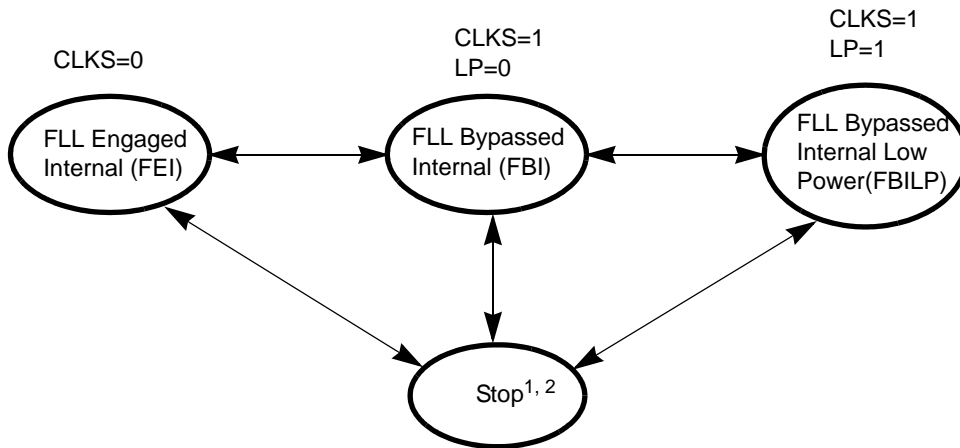 CLKS=0
CLKS=1
LP=0
CLKS=1
LP=1
FLL Engaged
Internal (FEI)
FLL Bypassed
Internal (FBI)
FLL Bypassed
Internal Low
Power(FBILP)
Stop1, 2